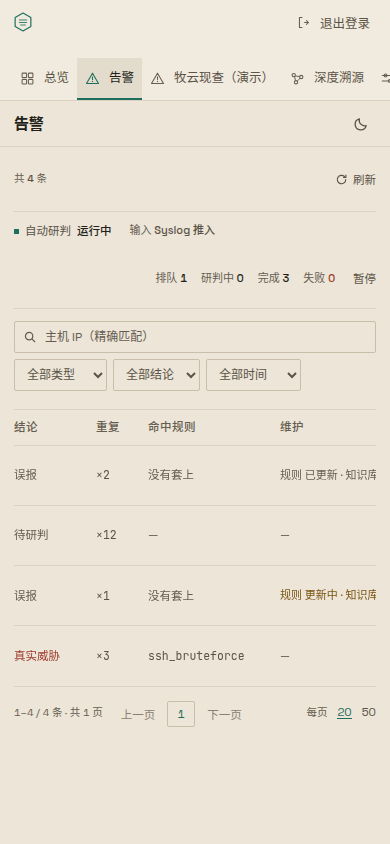 退出登录
总览 告警 牧云现查（演示） 深度溯源
告警
共 4 条 刷新
自动研判 运行中 输入 Syslog 推入
排队 1 研判中 0 完成 3 失败 0 暂停
主机 IP（精确匹配）
全部类型 全部结论 全部时间
结论 重复 命中规则 维护
误报 ×2 没有套上 规则 已更新 · 知识库
待研判 ×12 — —
误报 ×1 没有套上 规则 更新中 · 知识库
真实威胁 ×3 ssh_bruteforce —
1–4 / 4 条 · 共 1 页 上一页 1 下一页 每页 20 50